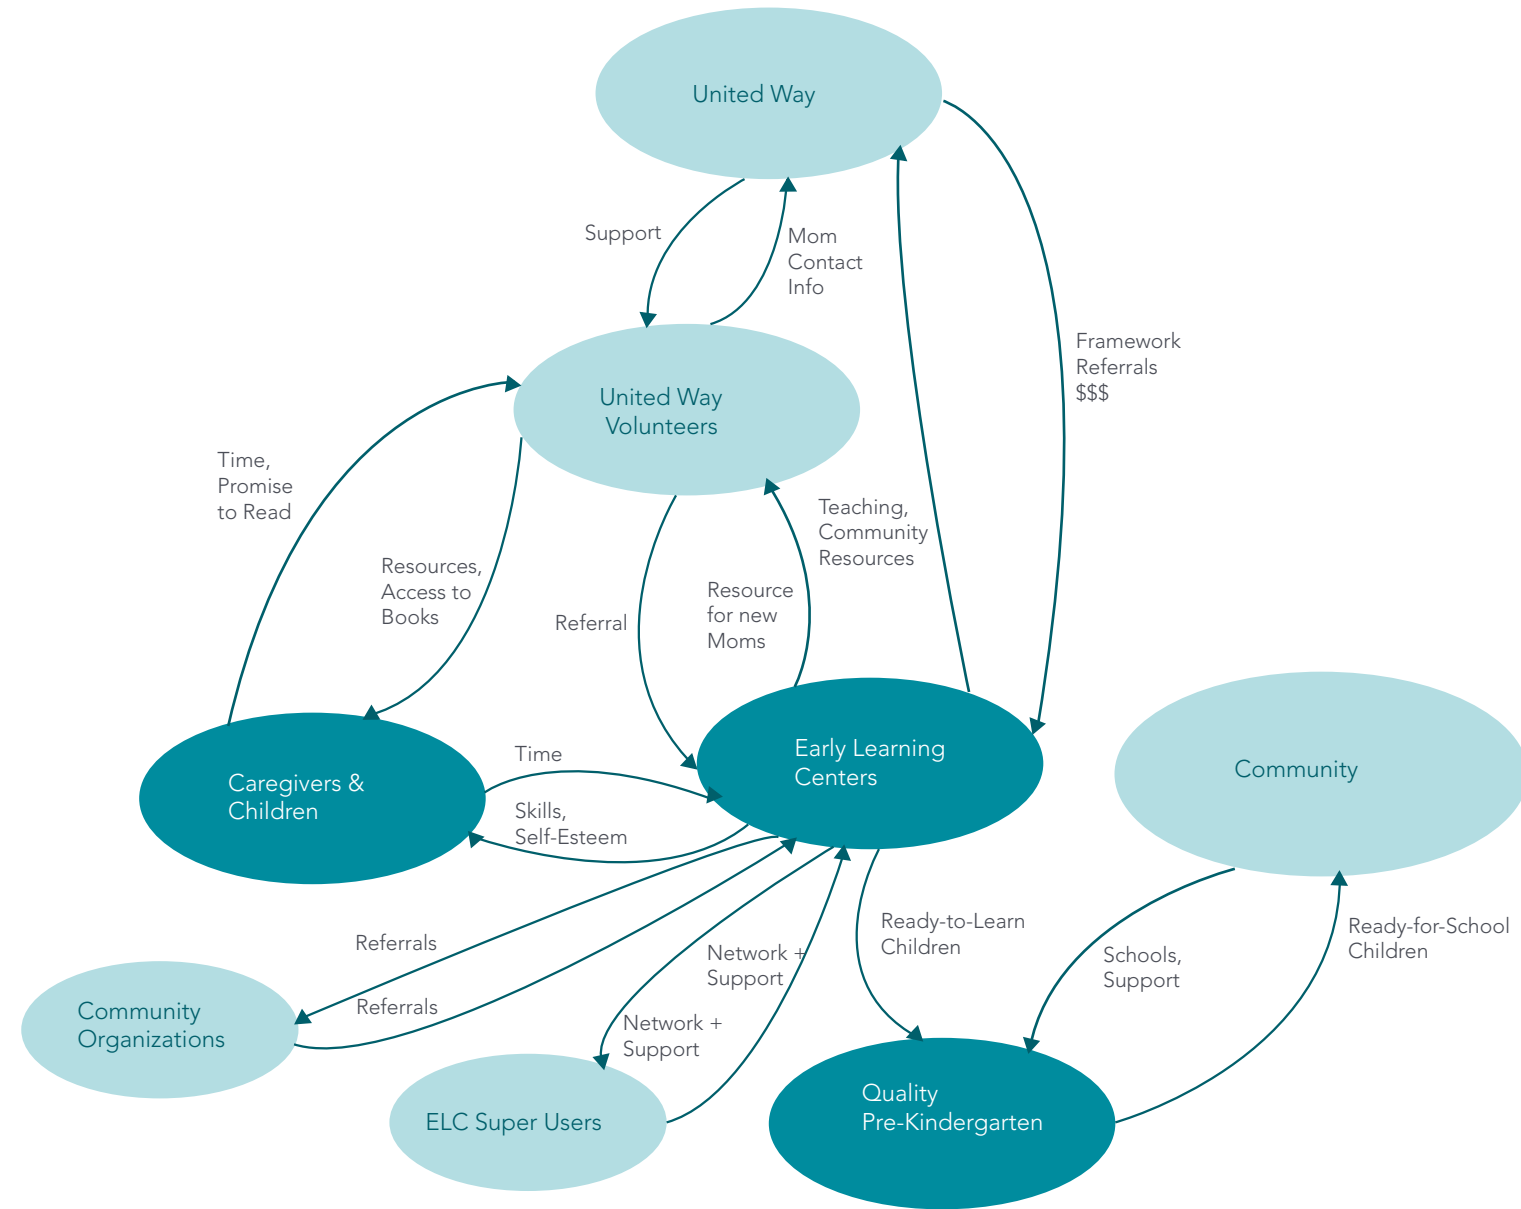 United Way
Support
Mom
Contact
Info
Framework
Referrals
$$$
United Way
Volunteers
Time,
Promise
to Read
Resources,
Access to
Books
Teaching,
Community
Resources
Resource
for new
Moms
Referral
Early Learning
Centers
Community
Time
Caregivers &
Children
Skills,
Self-Esteem
Ready-to-Learn
Children
Ready-for-School
Children
Referrals
Network +
Support
Schools,
Support
Referrals
Community
Organizations
Network +
Support
Quality
Pre-Kindergarten
ELC Super Users